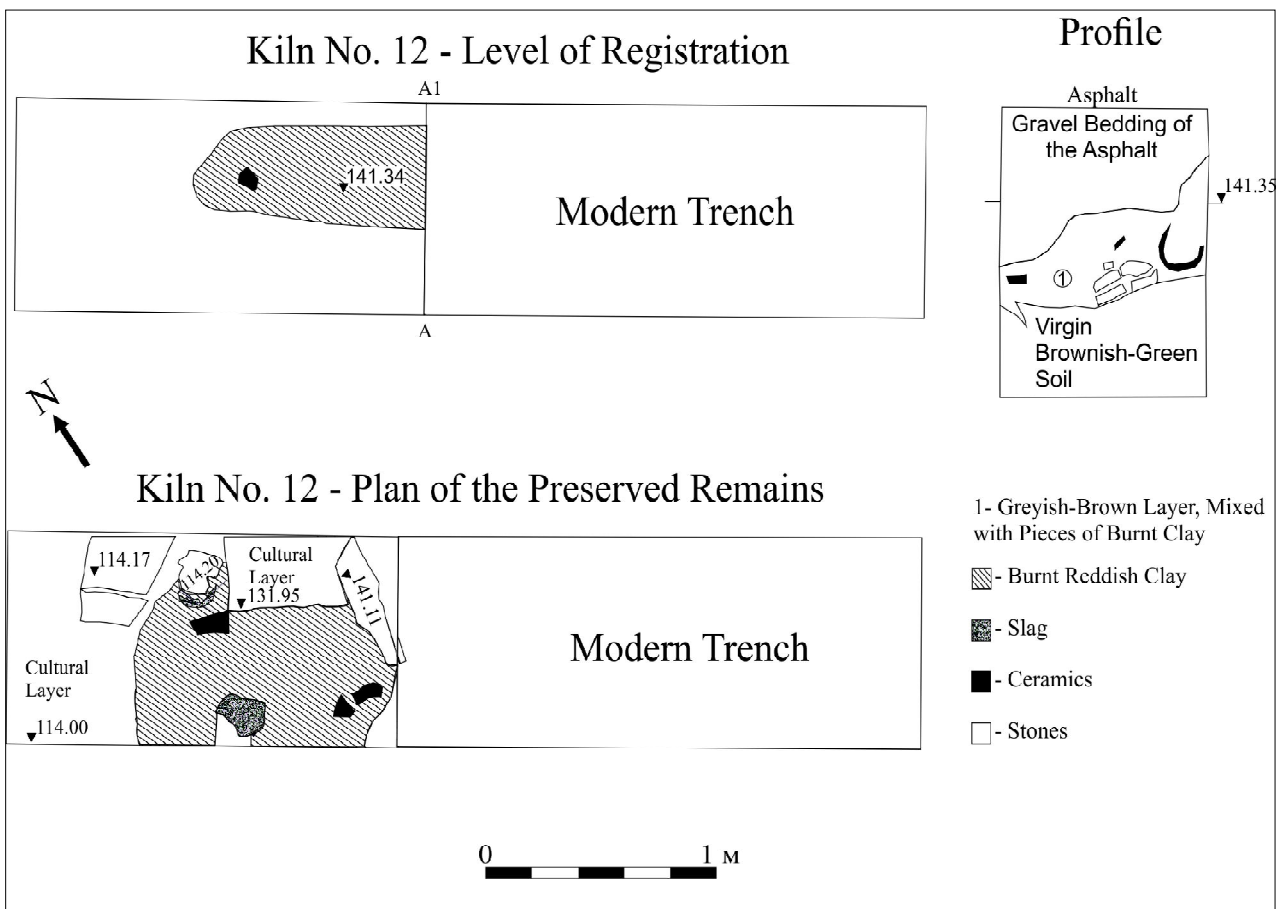 Kiln No. 12 - Level of Registration
A1
141.34
Modern Trench
A
Profile
Asphalt
Gravel Bedding of
the Asphalt
141.35
1
Virgin
Brownish-Green
Soil
N
Kiln No. 12 - Plan of the Preserved Remains
114.17
114.20
Cultural
Layer
131.95
141.11
Cultural
Layer
114.00
Modern Trench
1- Greyish-Brown Layer, Mixed
with Pieces of Burnt Clay
- Burnt Reddish Clay
- Slag
- Ceramics
- Stones
0 1 м